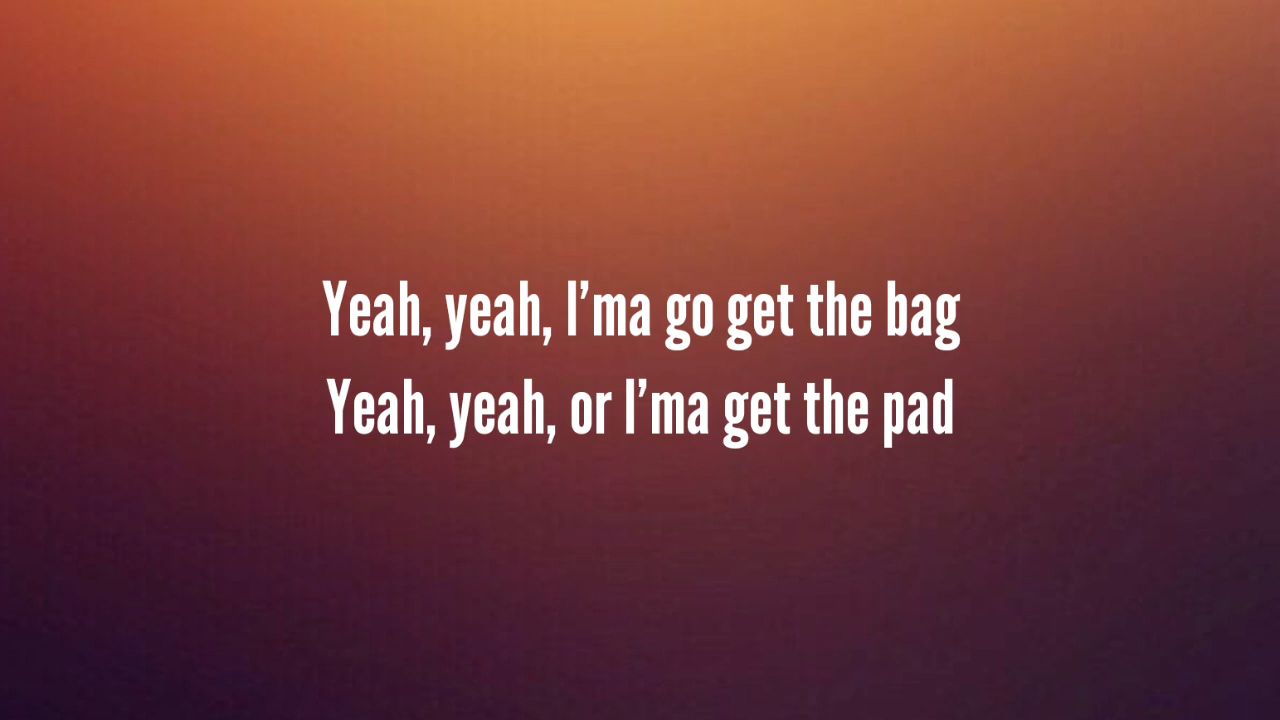 Yeah, yeah, I’ma go get the bag
Yeah, yeah, or I’ma get the pad